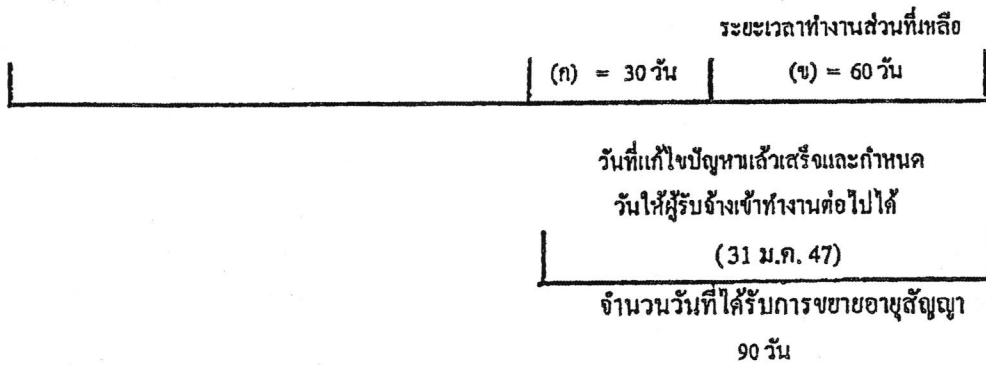 ระยะเวลาทำงานส่วนที่เหลือ
(ก) = 30 วัน (ข) = 60 วัน
วันที่แก้ไขปัญหาแล้วเสร็จและกำหนด
วันให้ผู้รับจ้างเข้าทำงานต่อไปได้
(31 ม.ค. 47)
จำนวนวันที่ได้รับการขยายอายุสัญญา
90 วัน